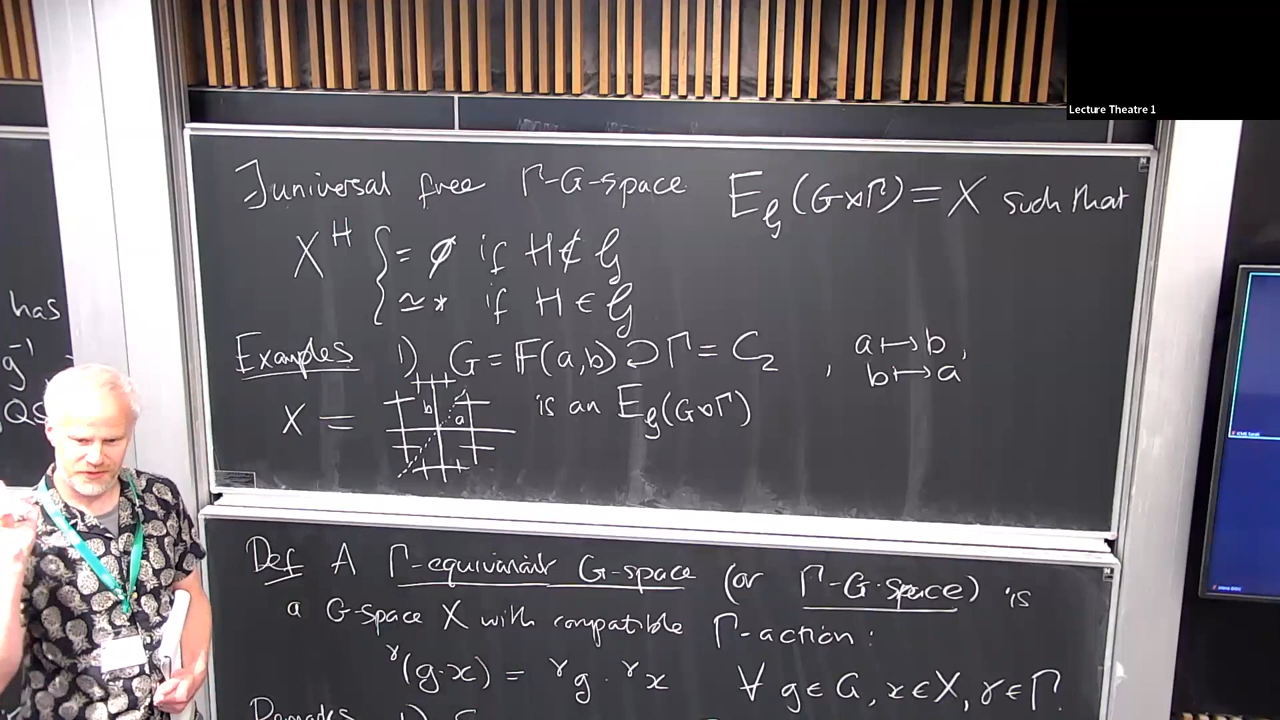 Lecture Theatre 1
∃ universal free Γ-G-space E_𝒢(G⋊Γ) = X such that
X^H { = ∅ if H ∉ 𝒢
≃ * if H ∈ 𝒢
Examples 1) G = F(a,b) ⊃ Γ = C₂ , a ↦ b,
b ↦ a
X = b a is an E_𝒢(G⋊Γ)
has
g⁻¹
Def A Γ-equivariant G-space (or Γ-G-space) is
a G-space X with compatible Γ-action:
^γ(g·x) = ^γg · ^γx ∀ g ∈ G, x ∈ X, γ ∈ Γ.